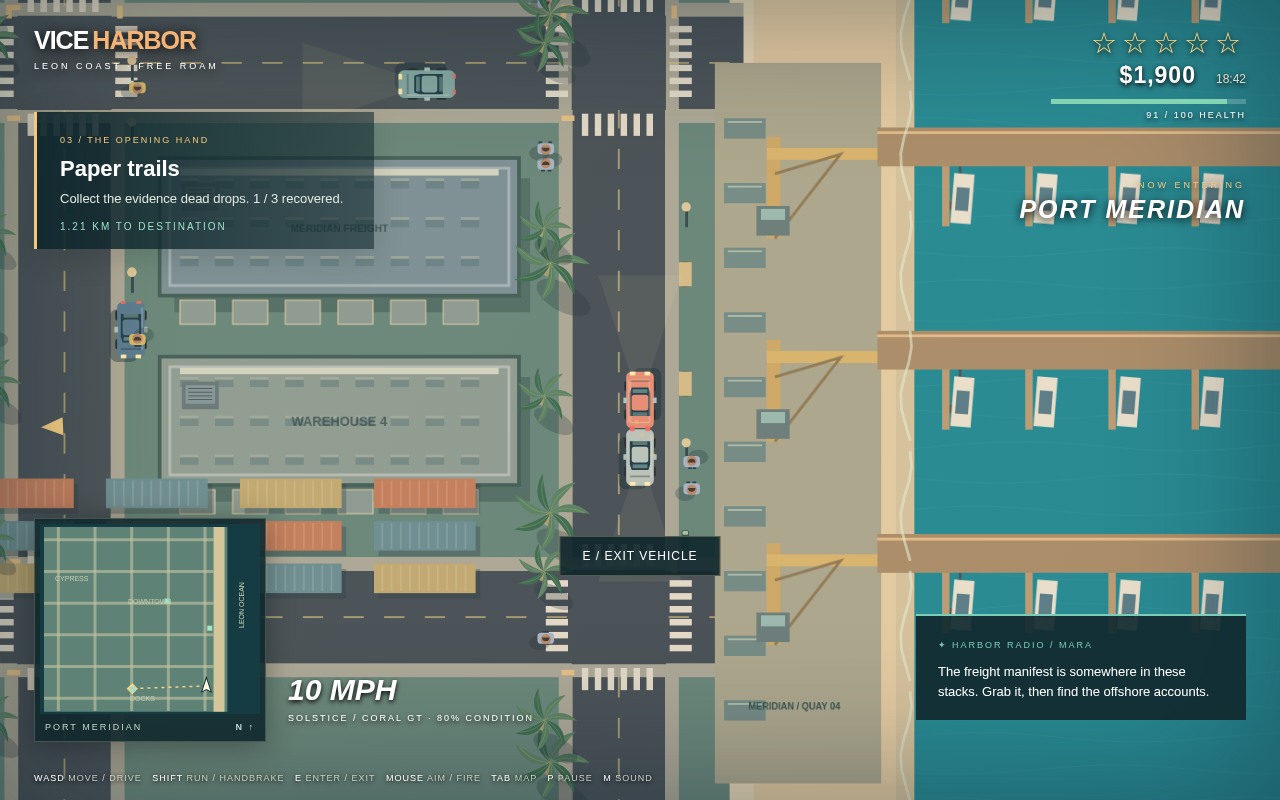 VICE HARBOR
LEON COAST / FREE ROAM
$1,900
18:42
91 / 100 HEALTH
03 / THE OPENING HAND
Paper trails
Collect the evidence dead drops. 1 / 3 recovered.
1.21 KM TO DESTINATION
NOW ENTERING
PORT MERIDIAN
MERIDIAN FREIGHT
WAREHOUSE 4
E / EXIT VEHICLE
CYPRESS
DOWNTOWN
LEON OCEAN
DOCKS
PORT MERIDIAN
N ↑
10 MPH
SOLSTICE / CORAL GT · 80% CONDITION
✦ HARBOR RADIO / MARA
The freight manifest is somewhere in these
stacks. Grab it, then find the offshore accounts.
MERIDIAN / QUAY 04
WASD MOVE / DRIVE SHIFT RUN / HANDBRAKE E ENTER / EXIT MOUSE AIM / FIRE TAB MAP P PAUSE M SOUND